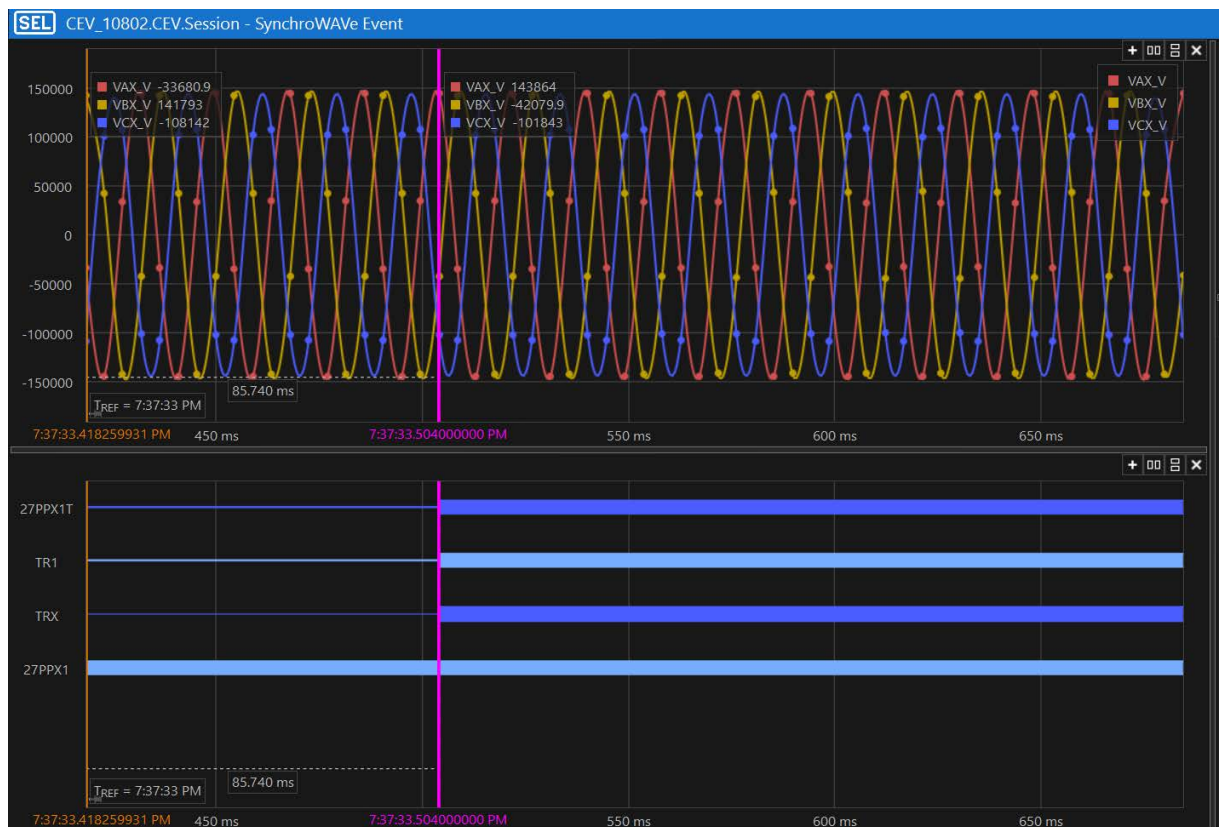 SEL CEV_10802.CEV.Session - SynchroWAVe Event
VAX_V -33680.9
VBX_V 141793
VCX_V -108142
VAX_V 143864
VBX_V -42079.9
VCX_V -101843
VAX_V
VBX_V
VCX_V
150000
100000
50000
0
-50000
-100000
-150000
85.740 ms
TREF = 7:37:33 PM
7:37:33.418259931 PM 450 ms 7:37:33.504000000 PM 550 ms 600 ms 650 ms
27PPX1T
TR1
TRX
27PPX1
85.740 ms
TREF = 7:37:33 PM
7:37:33.418259931 PM 450 ms 7:37:33.504000000 PM 550 ms 600 ms 650 ms